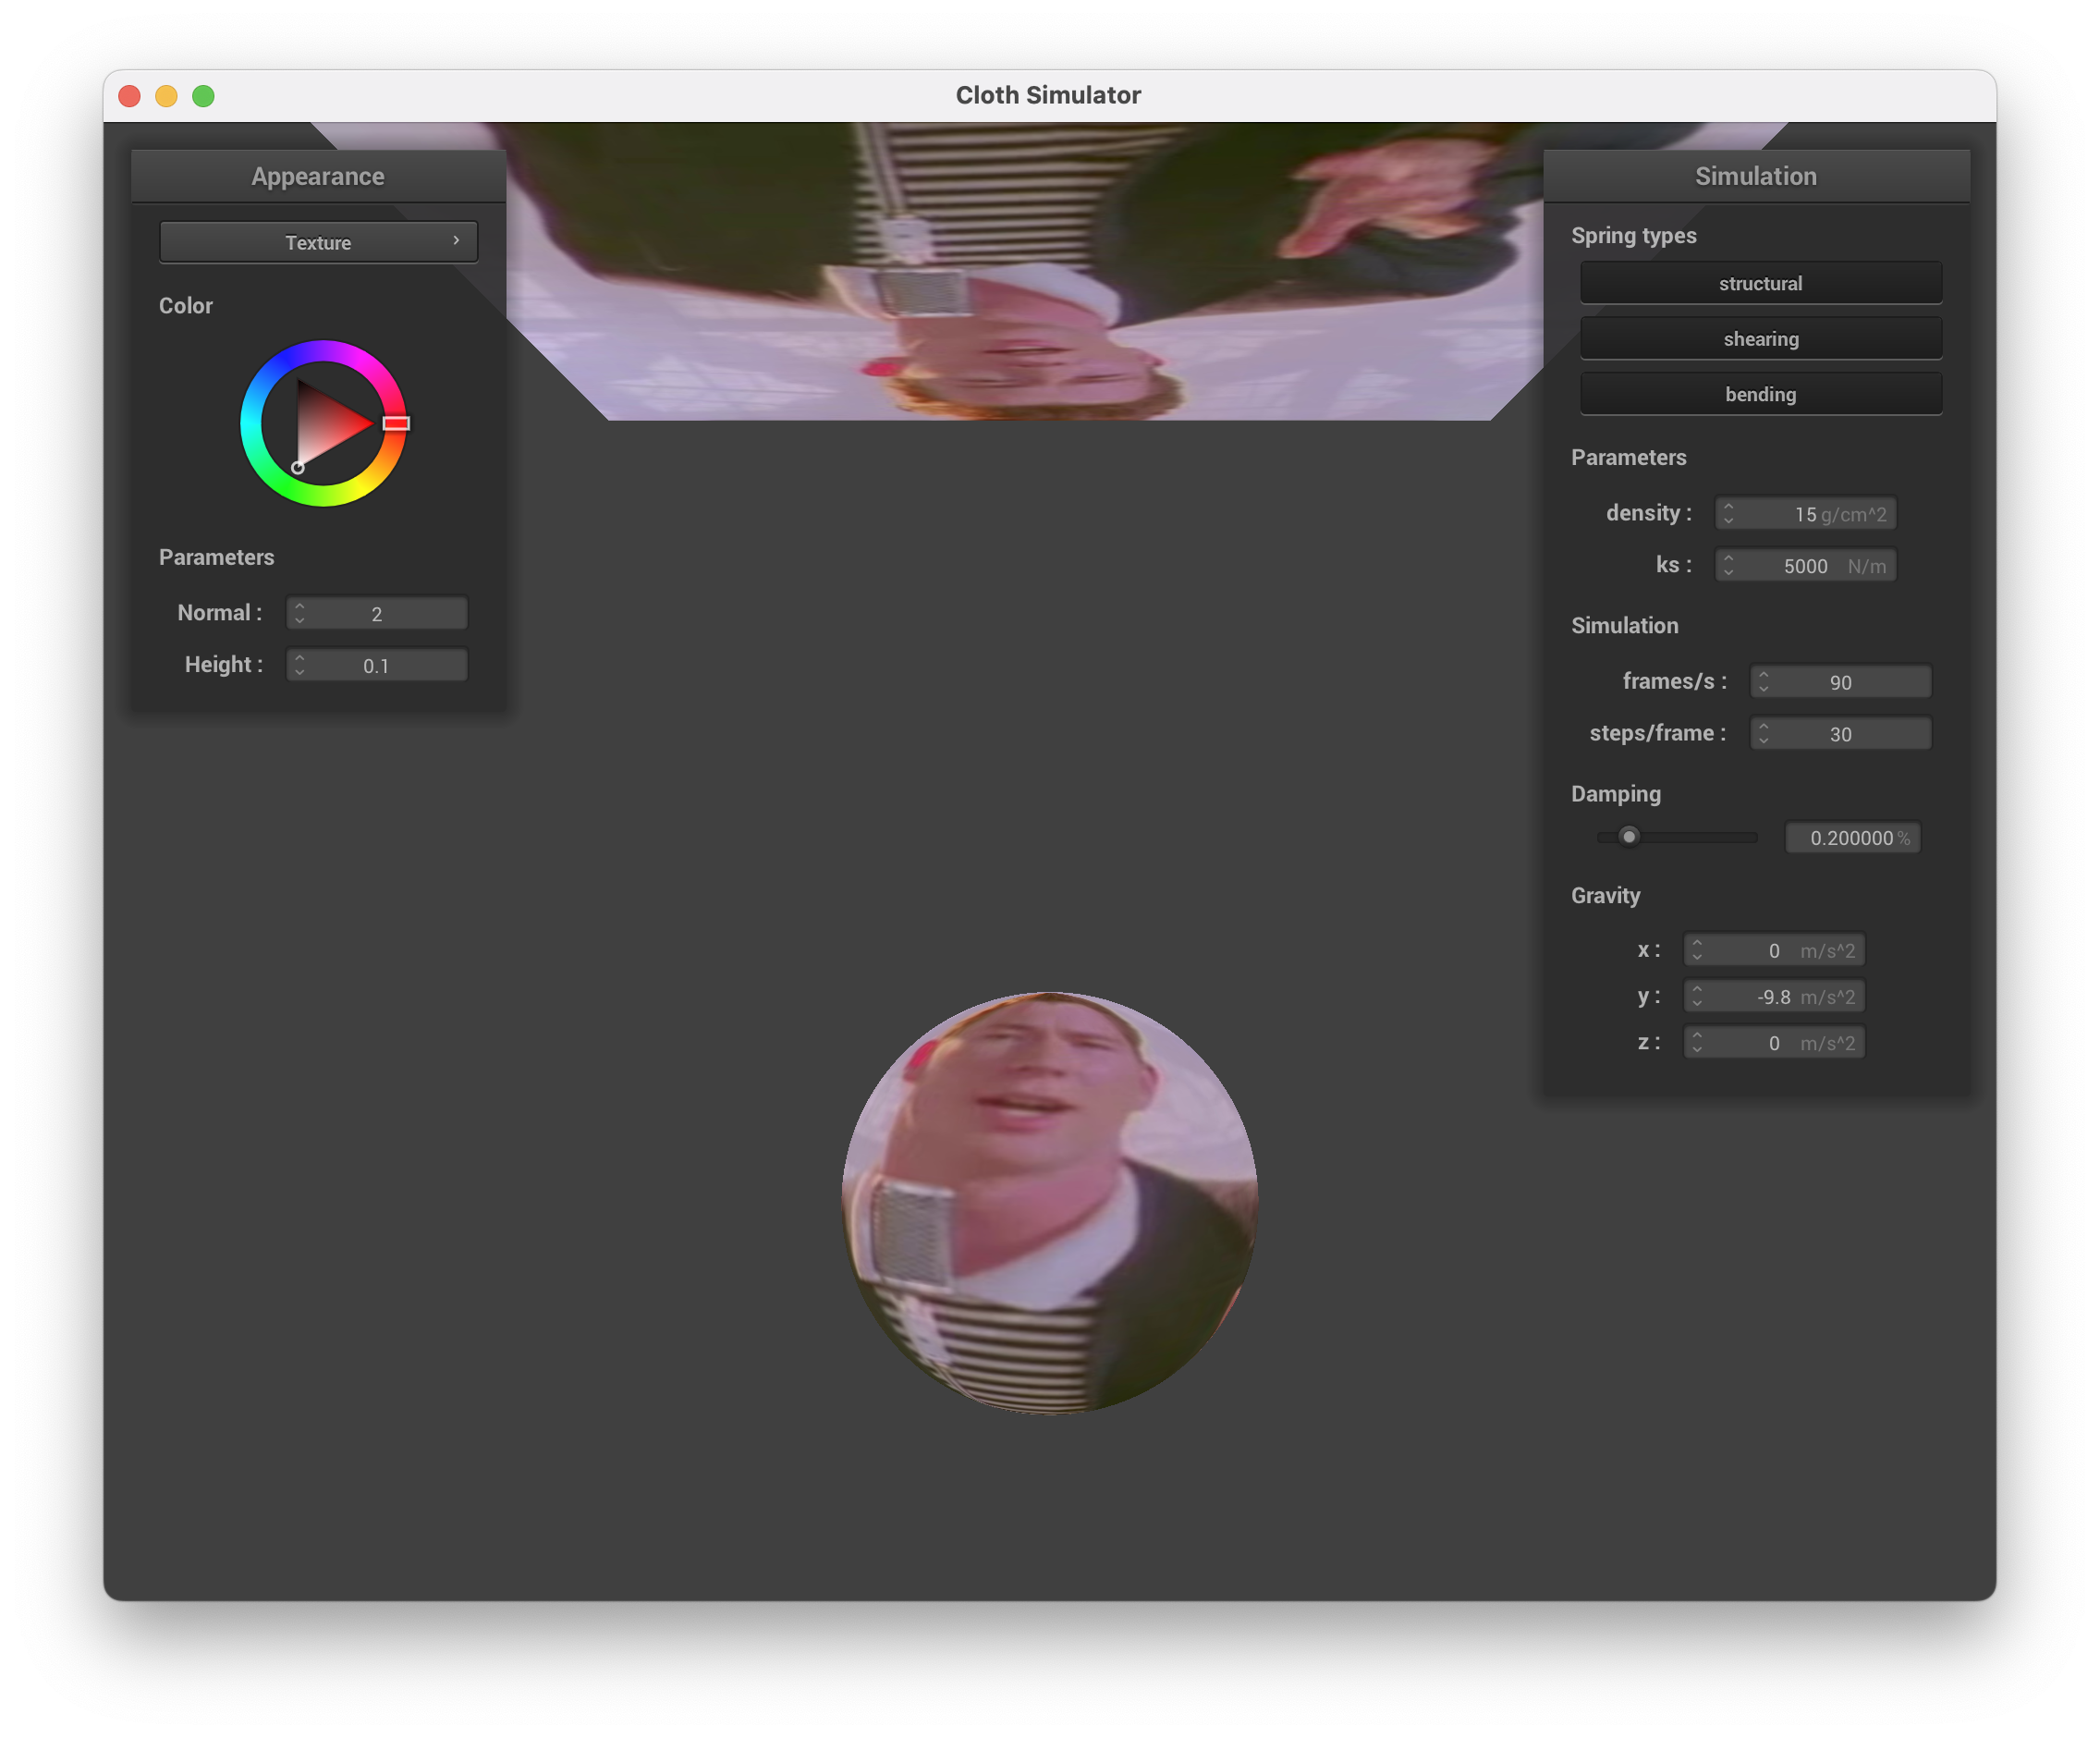 Cloth Simulator
Appearance
Texture
Color
Parameters
Normal : 2
Height : 0.1
Simulation
Spring types
structural
shearing
bending
Parameters
density : 15 g/cm^2
ks : 5000 N/m
Simulation
frames/s : 90
steps/frame : 30
Damping
0.200000 %
Gravity
x : 0 m/s^2
y : -9.8 m/s^2
z : 0 m/s^2